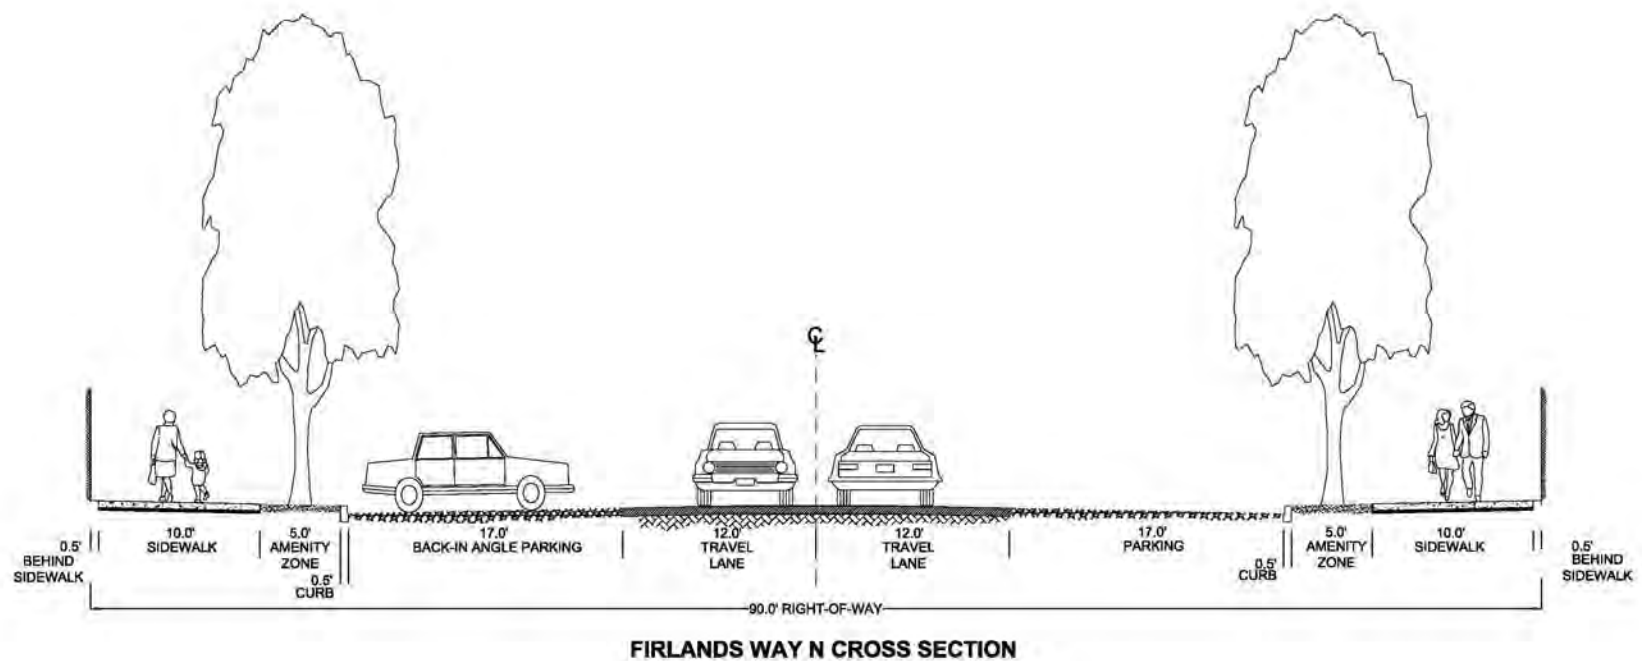 ℄
10.0'
SIDEWALK
5.0'
AMENITY
ZONE
17.0'
BACK-IN ANGLE PARKING
12.0'
TRAVEL
LANE
12.0'
TRAVEL
LANE
17.0'
PARKING
5.0'
AMENITY
ZONE
10.0'
SIDEWALK
0.5'
BEHIND
SIDEWALK
0.5'
CURB
0.5'
CURB
0.5'
BEHIND
SIDEWALK
90.0' RIGHT-OF-WAY
FIRLANDS WAY N CROSS SECTION